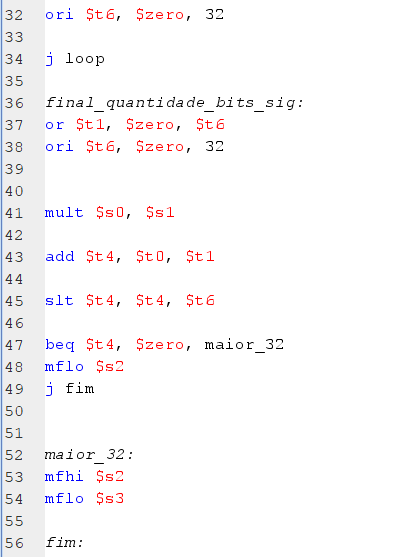 32 ori $t6, $zero, 32
33
34 j loop
35
36 final_quantidade_bits_sig:
37 or $t1, $zero, $t6
38 ori $t6, $zero, 32
39
40
41 mult $s0, $s1
42
43 add $t4, $t0, $t1
44
45 slt $t4, $t4, $t6
46
47 beq $t4, $zero, maior_32
48 mflo $s2
49 j fim
50
51
52 maior_32:
53 mfhi $s2
54 mflo $s3
55
56 fim: